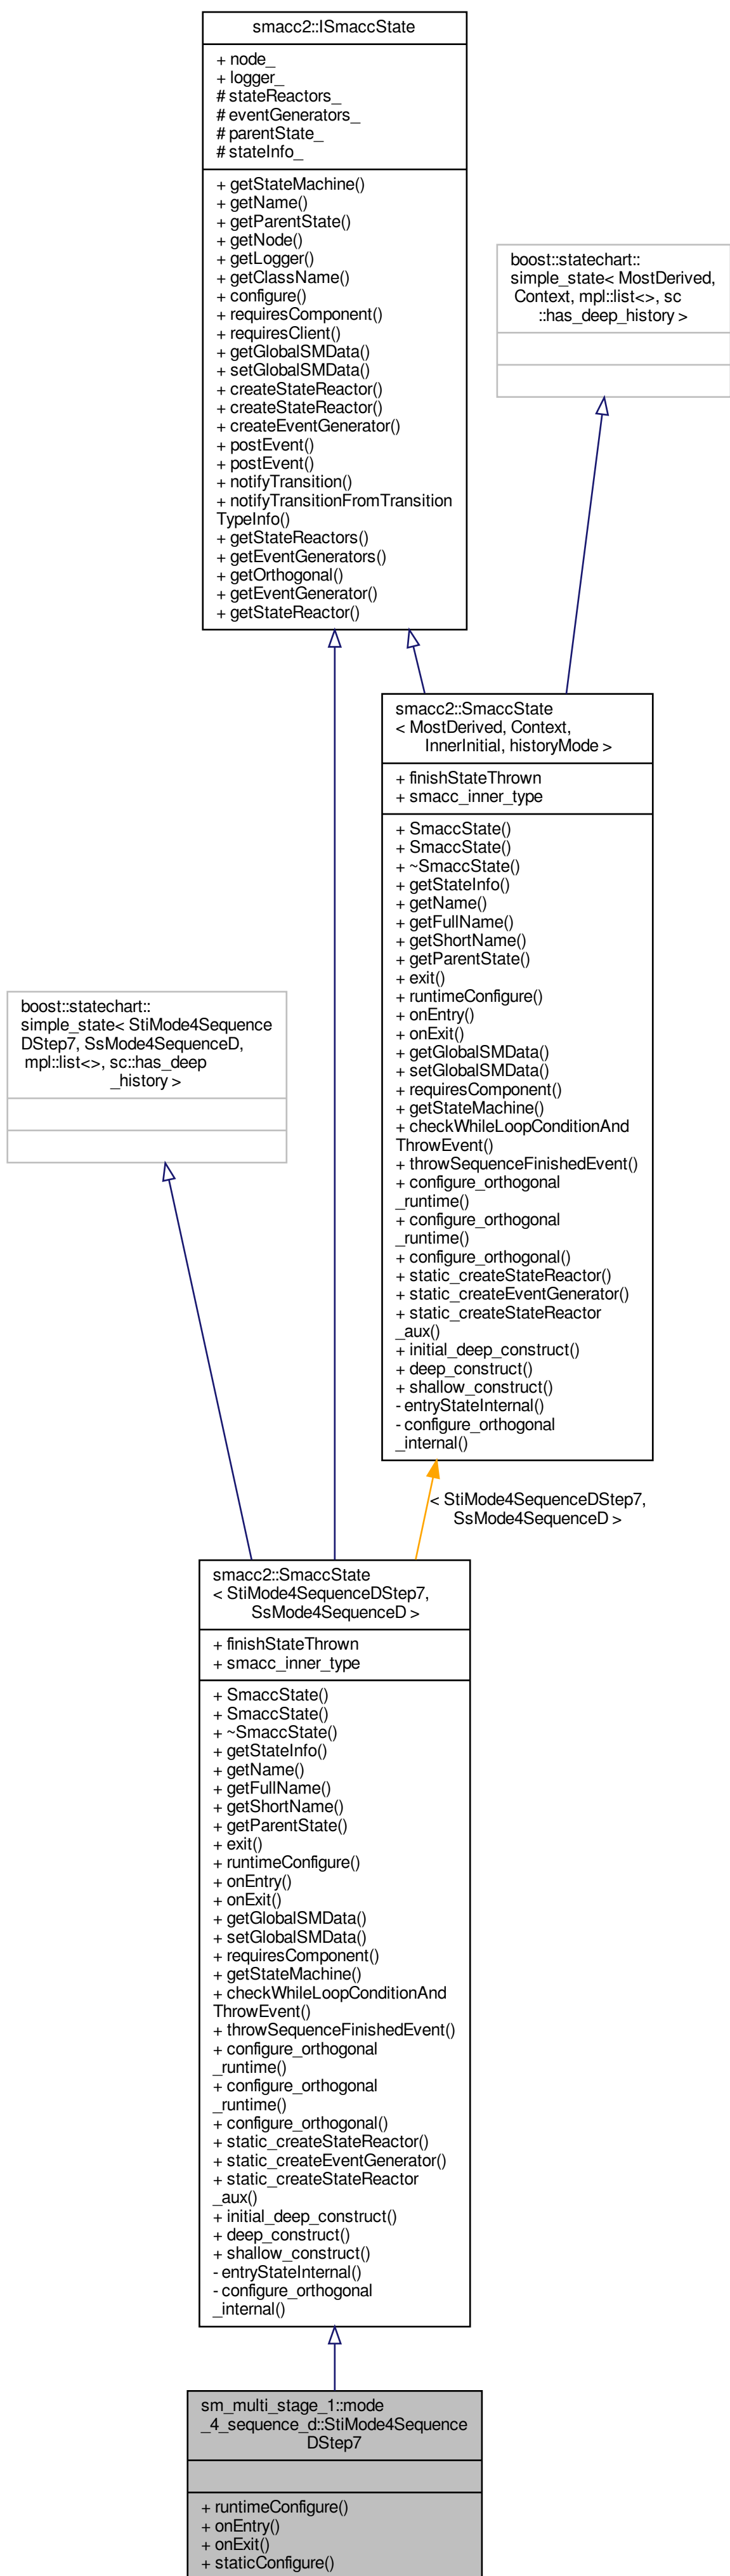 smacc2::ISmaccState
+ node_
+ logger_
# stateReactors_
# eventGenerators_
# parentState_
# stateInfo_
+ getStateMachine()
+ getName()
+ getParentState()
+ getNode()
+ getLogger()
+ getClassName()
+ configure()
+ requiresComponent()
+ requiresClient()
+ getGlobalSMData()
+ setGlobalSMData()
+ createStateReactor()
+ createStateReactor()
+ createEventGenerator()
+ postEvent()
+ postEvent()
+ notifyTransition()
+ notifyTransitionFromTransition
TypeInfo()
+ getStateReactors()
+ getEventGenerators()
+ getOrthogonal()
+ getEventGenerator()
+ getStateReactor()
boost::statechart::
simple_state< MostDerived,
Context, mpl::list<>, sc
::has_deep_history >
smacc2::SmaccState
< MostDerived, Context,
InnerInitial, historyMode >
+ finishStateThrown
+ smacc_inner_type
+ SmaccState()
+ SmaccState()
+ ~SmaccState()
+ getStateInfo()
+ getName()
+ getFullName()
+ getShortName()
+ getParentState()
+ exit()
+ runtimeConfigure()
+ onEntry()
+ onExit()
+ getGlobalSMData()
+ setGlobalSMData()
+ requiresComponent()
+ getStateMachine()
+ checkWhileLoopConditionAnd
ThrowEvent()
+ throwSequenceFinishedEvent()
+ configure_orthogonal
_runtime()
+ configure_orthogonal
_runtime()
+ configure_orthogonal()
+ static_createStateReactor()
+ static_createEventGenerator()
+ static_createStateReactor
_aux()
+ initial_deep_construct()
+ deep_construct()
+ shallow_construct()
- entryStateInternal()
- configure_orthogonal
_internal()
boost::statechart::
simple_state< StiMode4Sequence
DStep7, SsMode4SequenceD,
mpl::list<>, sc::has_deep
_history >
< StiMode4SequenceDStep7,
SsMode4SequenceD >
smacc2::SmaccState
< StiMode4SequenceDStep7,
SsMode4SequenceD >
+ finishStateThrown
+ smacc_inner_type
+ SmaccState()
+ SmaccState()
+ ~SmaccState()
+ getStateInfo()
+ getName()
+ getFullName()
+ getShortName()
+ getParentState()
+ exit()
+ runtimeConfigure()
+ onEntry()
+ onExit()
+ getGlobalSMData()
+ setGlobalSMData()
+ requiresComponent()
+ getStateMachine()
+ checkWhileLoopConditionAnd
ThrowEvent()
+ throwSequenceFinishedEvent()
+ configure_orthogonal
_runtime()
+ configure_orthogonal
_runtime()
+ configure_orthogonal()
+ static_createStateReactor()
+ static_createEventGenerator()
+ static_createStateReactor
_aux()
+ initial_deep_construct()
+ deep_construct()
+ shallow_construct()
- entryStateInternal()
- configure_orthogonal
_internal()
sm_multi_stage_1::mode
_4_sequence_d::StiMode4Sequence
DStep7
+ runtimeConfigure()
+ onEntry()
+ onExit()
+ staticConfigure()